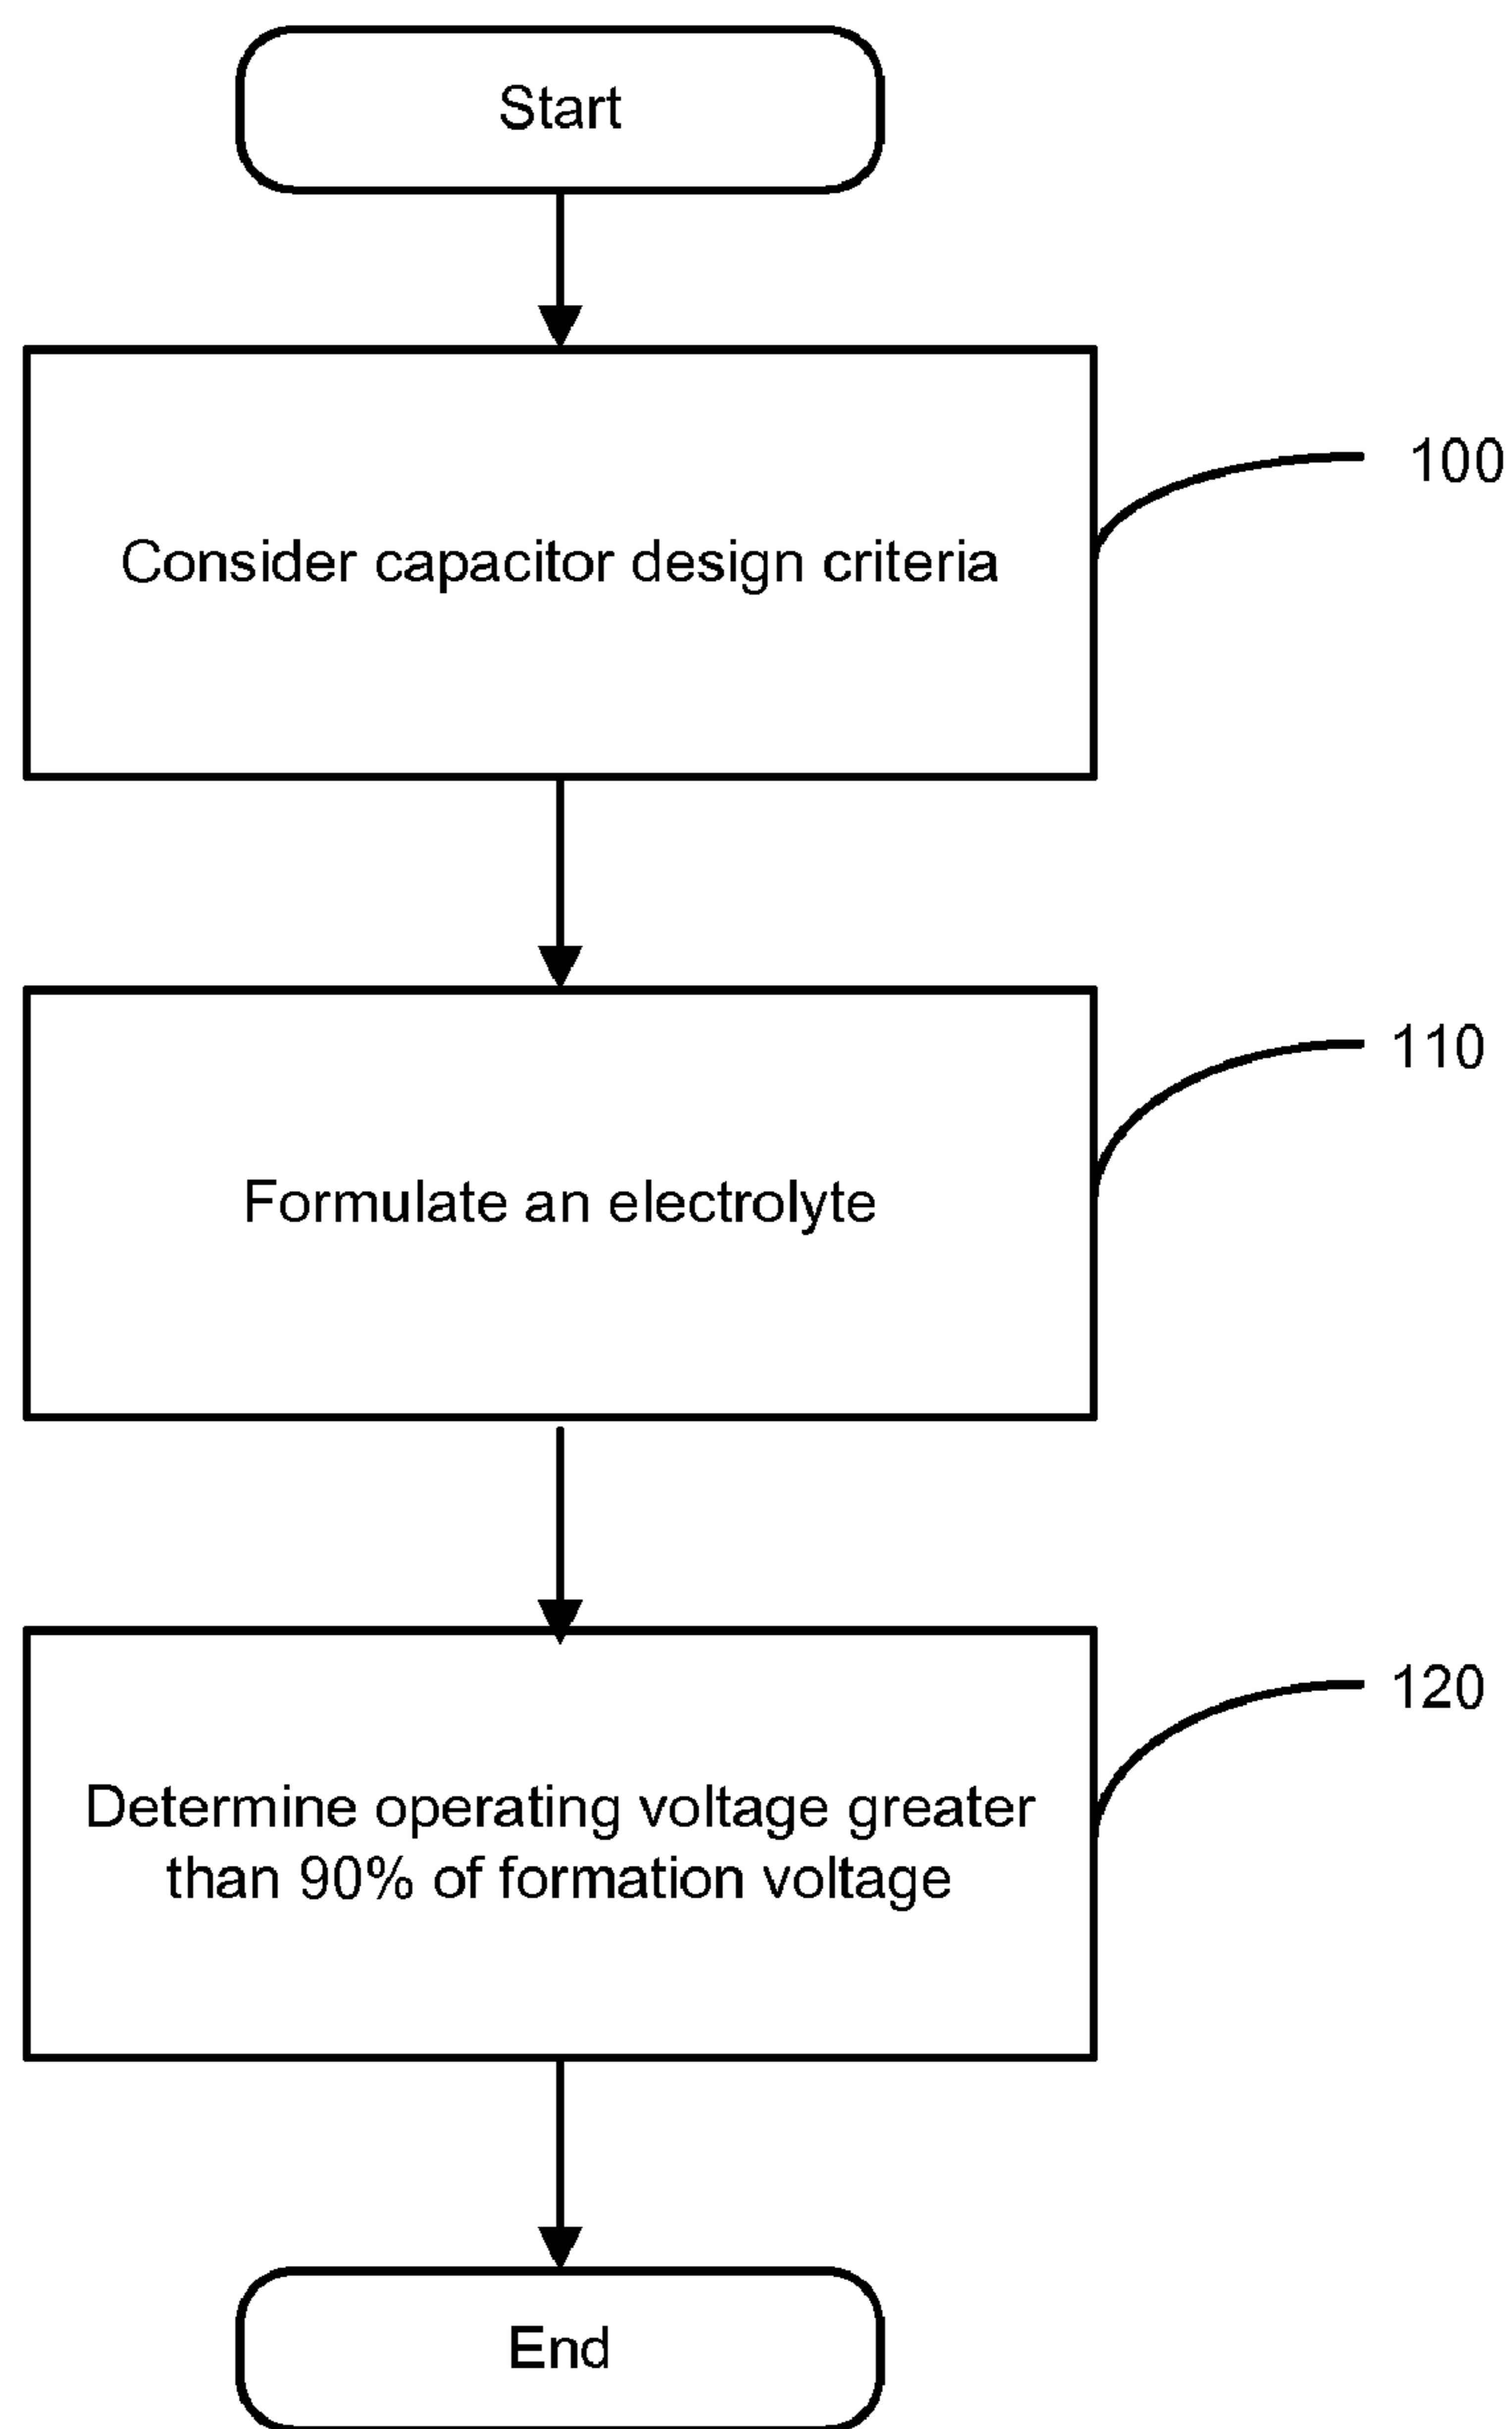 Start
Consider capacitor design criteria
100
Formulate an electrolyte
110
Determine operating voltage greater
than 90% of formation voltage
120
End